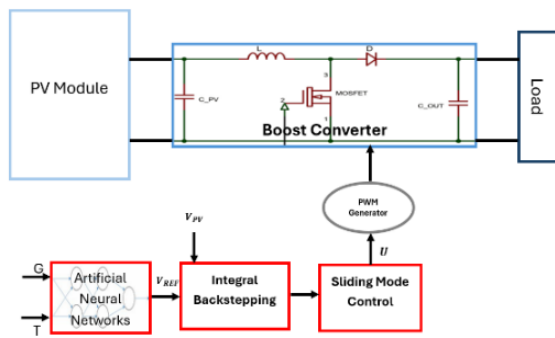 PV Module
L
D
C_PV
3
MOSFET
2
1
C_OUT
Boost Converter
Load
PWM
Generator
V_PV
U
G
T
Artificial
Neural
Networks
V_REF
Integral
Backstepping
Sliding Mode
Control